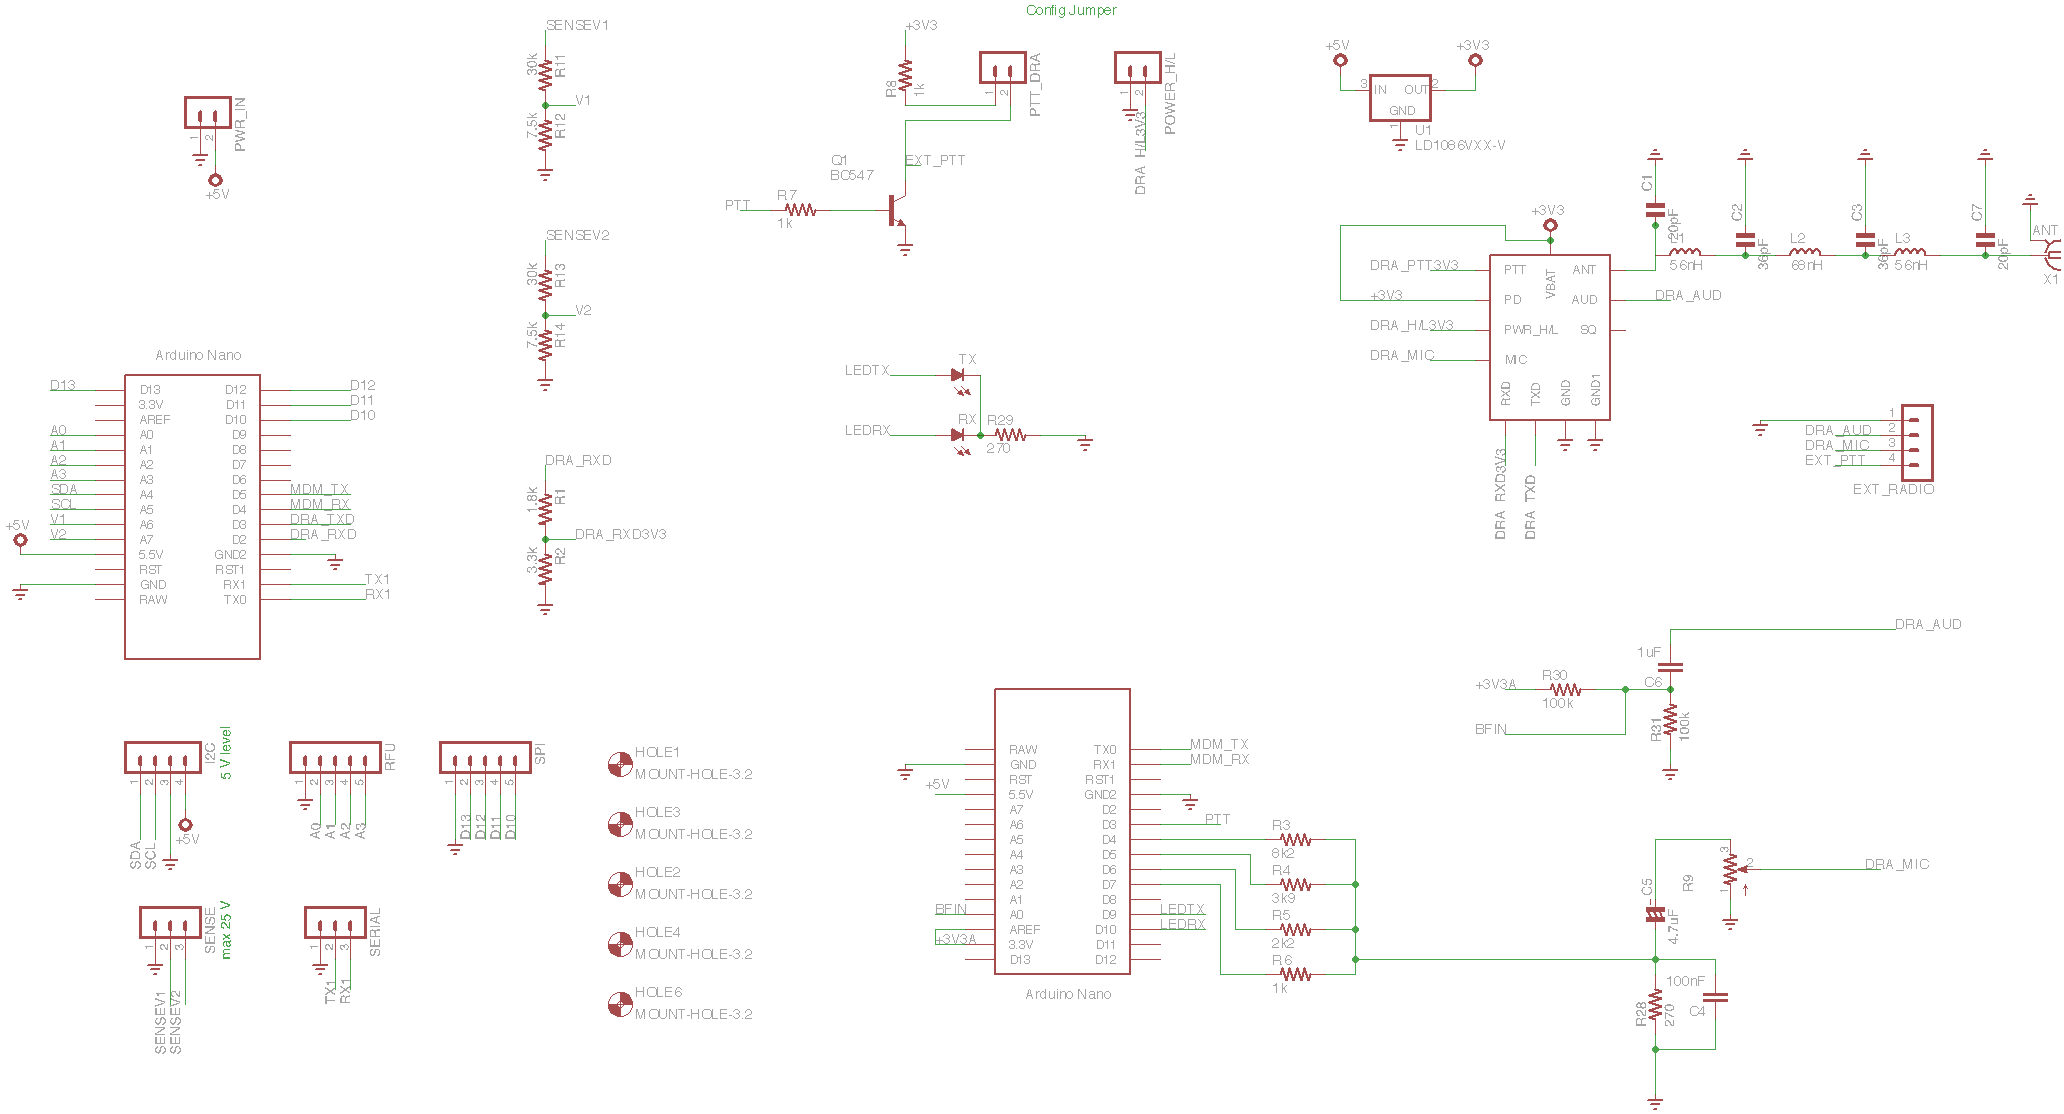 Config Jumper
PWR_IN
1
2
+5V
SENSEV1
30k
R11
V1
7.5k
R12
SENSEV2
30k
R13
V2
7.5k
R14
+3V3
R8
1k
PTT_DRA
1
2
POWER_H/L
1
2
DRA_H/L3V3
Q1
BC547
EXT_PTT
PTT
R7
1k
+5V
+3V3
3
IN
OUT
2
GND
1
U1
LD1086VXX-V
C1
20pF
C2
36pF
C3
36pF
C7
20pF
L1
56nH
L2
68nH
L3
56nH
ANT
X1
+3V3
DRA_PTT3V3
+3V3
DRA_H/L3V3
DRA_MIC
PTT
PD
PWR_H/L
MIC
VBAT
ANT
AUD
SQ
RXD
TXD
GND
GND1
DRA_AUD
DRA_RXD3V3
DRA_TXD
LEDTX
TX
LEDRX
RX
R29
270
1
2
3
4
DRA_AUD
DRA_MIC
EXT_PTT
EXT_RADIO
Arduino Nano
D13 D13 D12 D12
3.3V D11 D11
AREF D10 D10
A0 A0 D9
A1 A1 D8
A2 A2 D7
A3 A3 D6
SDA A4 D5 MDM_TX
SCL A5 D4 MDM_RX
V1 A6 D3 DRA_TXD
V2 A7 D2 DRA_RXD
+5V
5.5V GND2
RST RST1
GND RX1 TX1
RAW TX0 RX1
DRA_RXD
1.8k
R1
DRA_RXD3V3
3.3k
R2
DRA_AUD
1uF
C6
+3V3A
R30
100k
BFIN
R31
100k
I2C
5 V level
1
2
3
4
SDA
SCL
+5V
RFU
1
2
3
4
5
A0
A1
A2
A3
SPI
1
2
3
4
5
D13
D12
D11
D10
SENSE
max 25 V
1
2
3
SENSEV1
SENSEV2
SERIAL
1
2
3
TX1
RX1
HOLE1
MOUNT-HOLE-3.2
HOLE3
MOUNT-HOLE-3.2
HOLE2
MOUNT-HOLE-3.2
HOLE4
MOUNT-HOLE-3.2
HOLE6
MOUNT-HOLE-3.2
RAW TX0 MDM_TX
GND RX1 MDM_RX
RST RST1
+5V 5.5V GND2
A7 D2
A6 D3 PTT
A5 D4
A4 D5
A3 D6
A2 D7
A1 D8
BFIN A0 D9 LEDTX
AREF D10 LEDRX
+3V3A 3.3V D11
D13 D12
Arduino Nano
R3
8k2
R4
3k9
R5
2k2
R6
1k
C5
4.7uF
R9
3
2
1
DRA_MIC
R28
270
100nF
C4